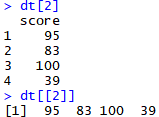 > dt[2]
  score
1    95
2    83
3   100
4    39
> dt[[2]]
[1]  95  83 100  39